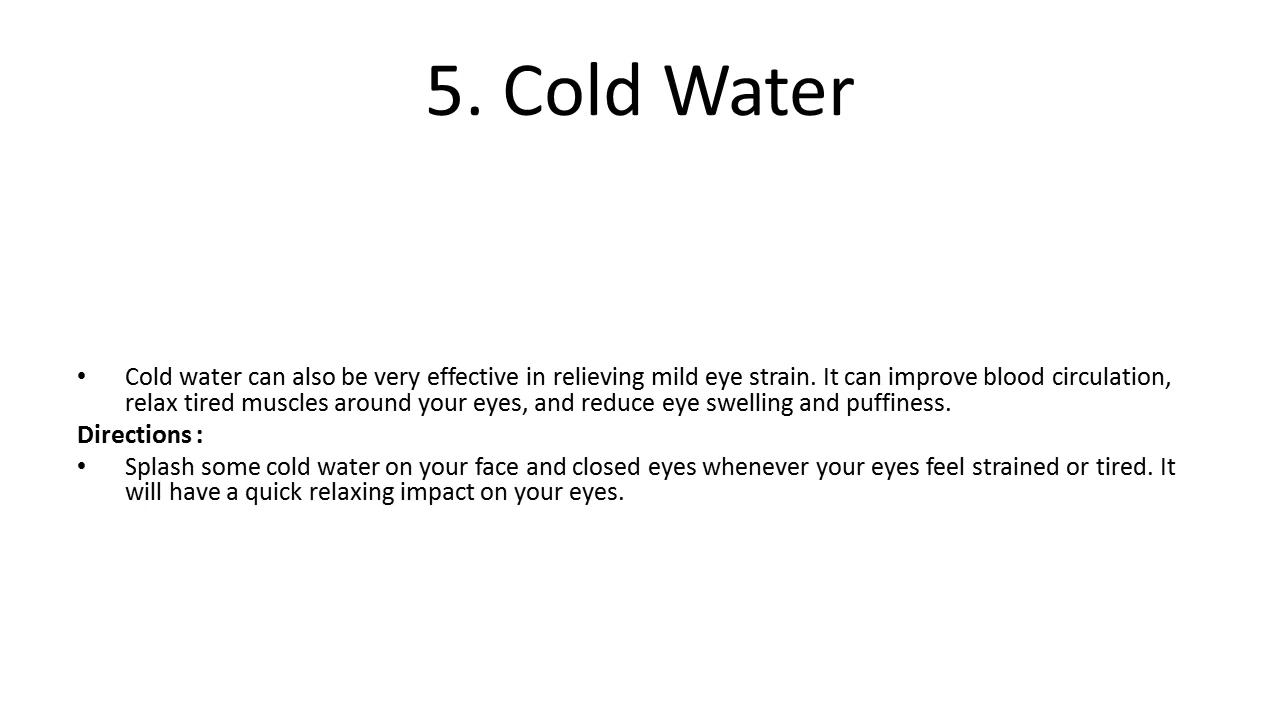 5. Cold Water
• Cold water can also be very effective in relieving mild eye strain. It can improve blood circulation,
relax tired muscles around your eyes, and reduce eye swelling and puffiness.
Directions :
• Splash some cold water on your face and closed eyes whenever your eyes feel strained or tired. It
will have a quick relaxing impact on your eyes.